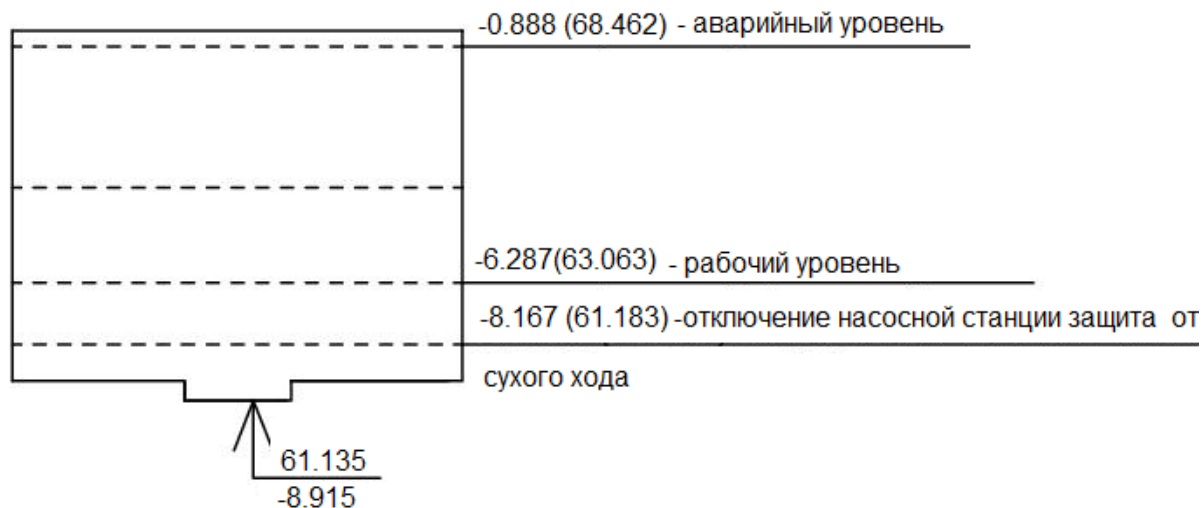 -0.888 (68.462) - аварийный уровень
-6.287(63.063) - рабочий уровень
-8.167 (61.183) -отключение насосной станции защита от
сухого хода
61.135
-8.915